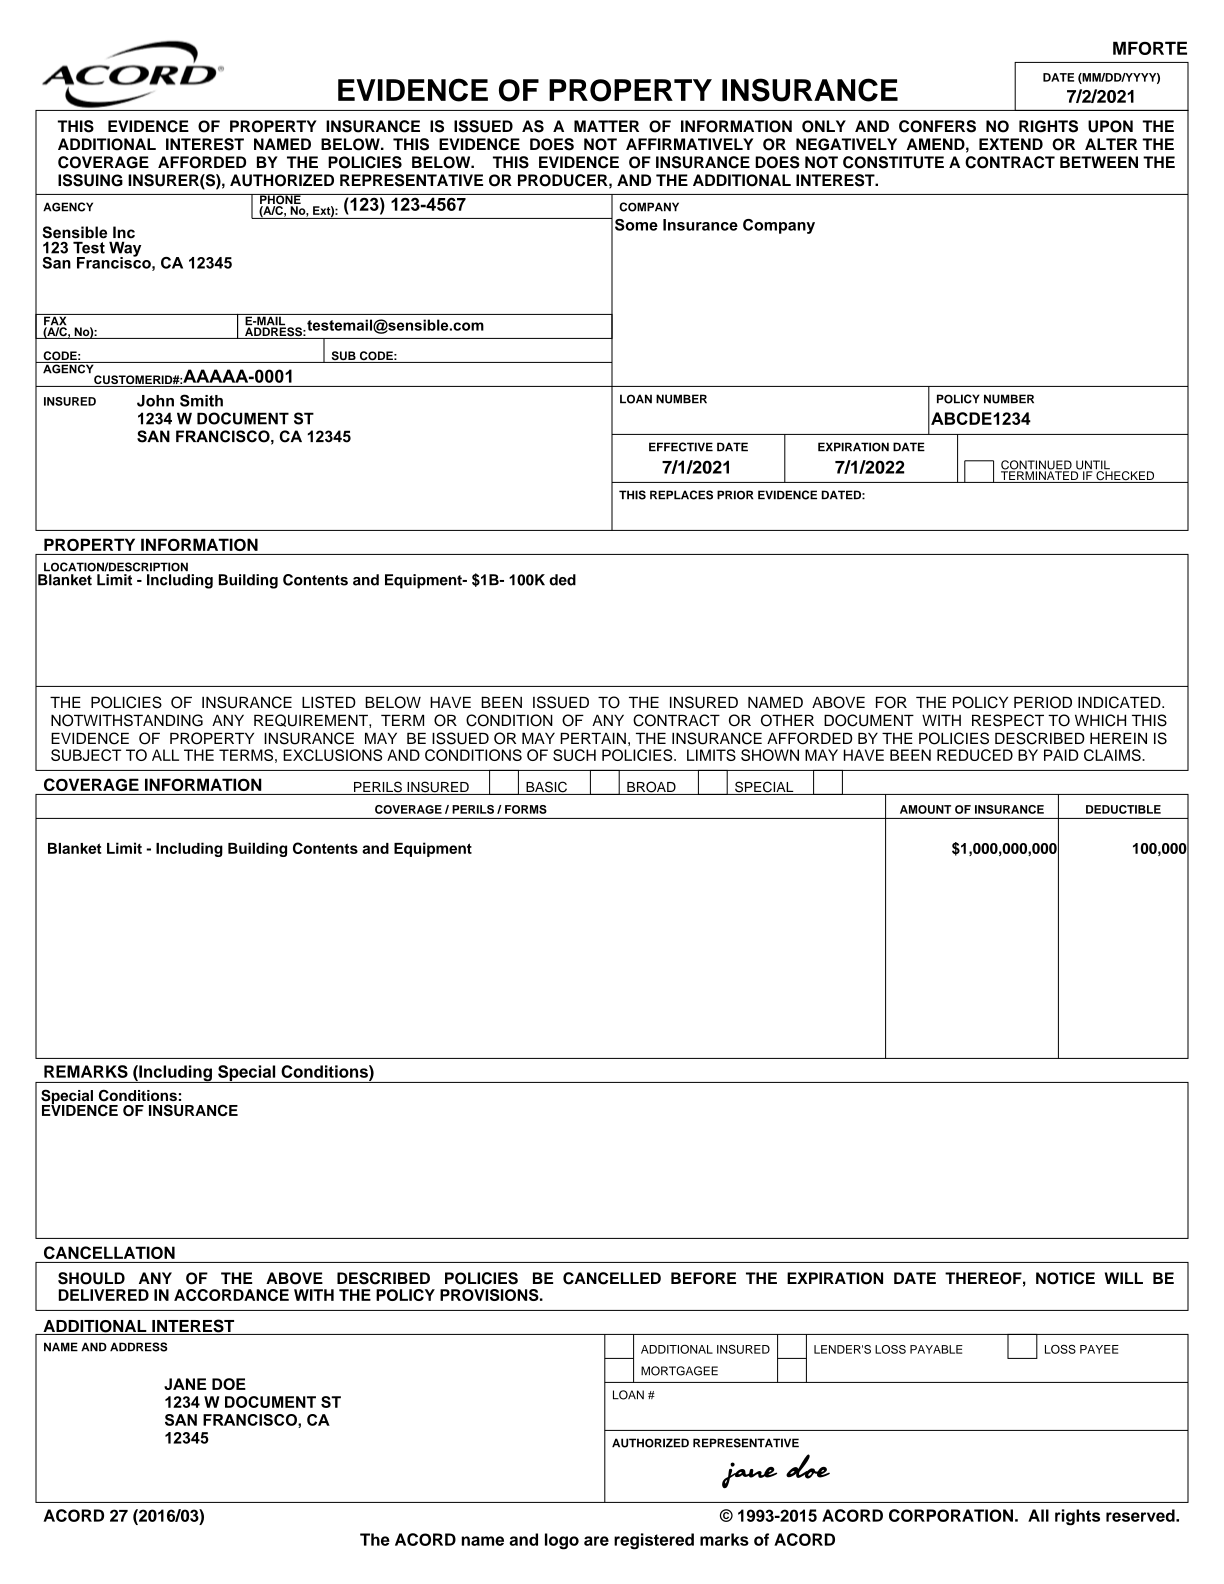 MFORTE
ACORD®
EVIDENCE OF PROPERTY INSURANCE
DATE (MM/DD/YYYY)
7/2/2021
THIS EVIDENCE OF PROPERTY INSURANCE IS ISSUED AS A MATTER OF INFORMATION ONLY AND CONFERS NO RIGHTS UPON THE
ADDITIONAL INTEREST NAMED BELOW. THIS EVIDENCE DOES NOT AFFIRMATIVELY OR NEGATIVELY AMEND, EXTEND OR ALTER THE
COVERAGE AFFORDED BY THE POLICIES BELOW. THIS EVIDENCE OF INSURANCE DOES NOT CONSTITUTE A CONTRACT BETWEEN THE
ISSUING INSURER(S), AUTHORIZED REPRESENTATIVE OR PRODUCER, AND THE ADDITIONAL INTEREST.
AGENCY
PHONE
(A/C, No, Ext): (123) 123-4567
Sensible Inc
123 Test Way
San Francisco, CA 12345
COMPANY
Some Insurance Company
FAX
(A/C, No):
E-MAIL
ADDRESS: testemail@sensible.com
CODE:
SUB CODE:
AGENCY
CUSTOMERID#: AAAAA-0001
INSURED
John Smith
1234 W DOCUMENT ST
SAN FRANCISCO, CA 12345
LOAN NUMBER
POLICY NUMBER
ABCDE1234
EFFECTIVE DATE
7/1/2021
EXPIRATION DATE
7/1/2022
CONTINUED UNTIL
TERMINATED IF CHECKED
THIS REPLACES PRIOR EVIDENCE DATED:
PROPERTY INFORMATION
LOCATION/DESCRIPTION
Blanket Limit - Including Building Contents and Equipment- $1B- 100K ded
THE POLICIES OF INSURANCE LISTED BELOW HAVE BEEN ISSUED TO THE INSURED NAMED ABOVE FOR THE POLICY PERIOD INDICATED.
NOTWITHSTANDING ANY REQUIREMENT, TERM OR CONDITION OF ANY CONTRACT OR OTHER DOCUMENT WITH RESPECT TO WHICH THIS
EVIDENCE OF PROPERTY INSURANCE MAY BE ISSUED OR MAY PERTAIN, THE INSURANCE AFFORDED BY THE POLICIES DESCRIBED HEREIN IS
SUBJECT TO ALL THE TERMS, EXCLUSIONS AND CONDITIONS OF SUCH POLICIES. LIMITS SHOWN MAY HAVE BEEN REDUCED BY PAID CLAIMS.
COVERAGE INFORMATION PERILS INSURED BASIC BROAD SPECIAL
COVERAGE / PERILS / FORMS AMOUNT OF INSURANCE DEDUCTIBLE
Blanket Limit - Including Building Contents and Equipment $1,000,000,000 100,000
REMARKS (Including Special Conditions)
Special Conditions:
EVIDENCE OF INSURANCE
CANCELLATION
SHOULD ANY OF THE ABOVE DESCRIBED POLICIES BE CANCELLED BEFORE THE EXPIRATION DATE THEREOF, NOTICE WILL BE
DELIVERED IN ACCORDANCE WITH THE POLICY PROVISIONS.
ADDITIONAL INTEREST
NAME AND ADDRESS
JANE DOE
1234 W DOCUMENT ST
SAN FRANCISCO, CA
12345
ADDITIONAL INSURED LENDER'S LOSS PAYABLE LOSS PAYEE
MORTGAGEE
LOAN #
AUTHORIZED REPRESENTATIVE
jane doe
ACORD 27 (2016/03) © 1993-2015 ACORD CORPORATION. All rights reserved.
The ACORD name and logo are registered marks of ACORD